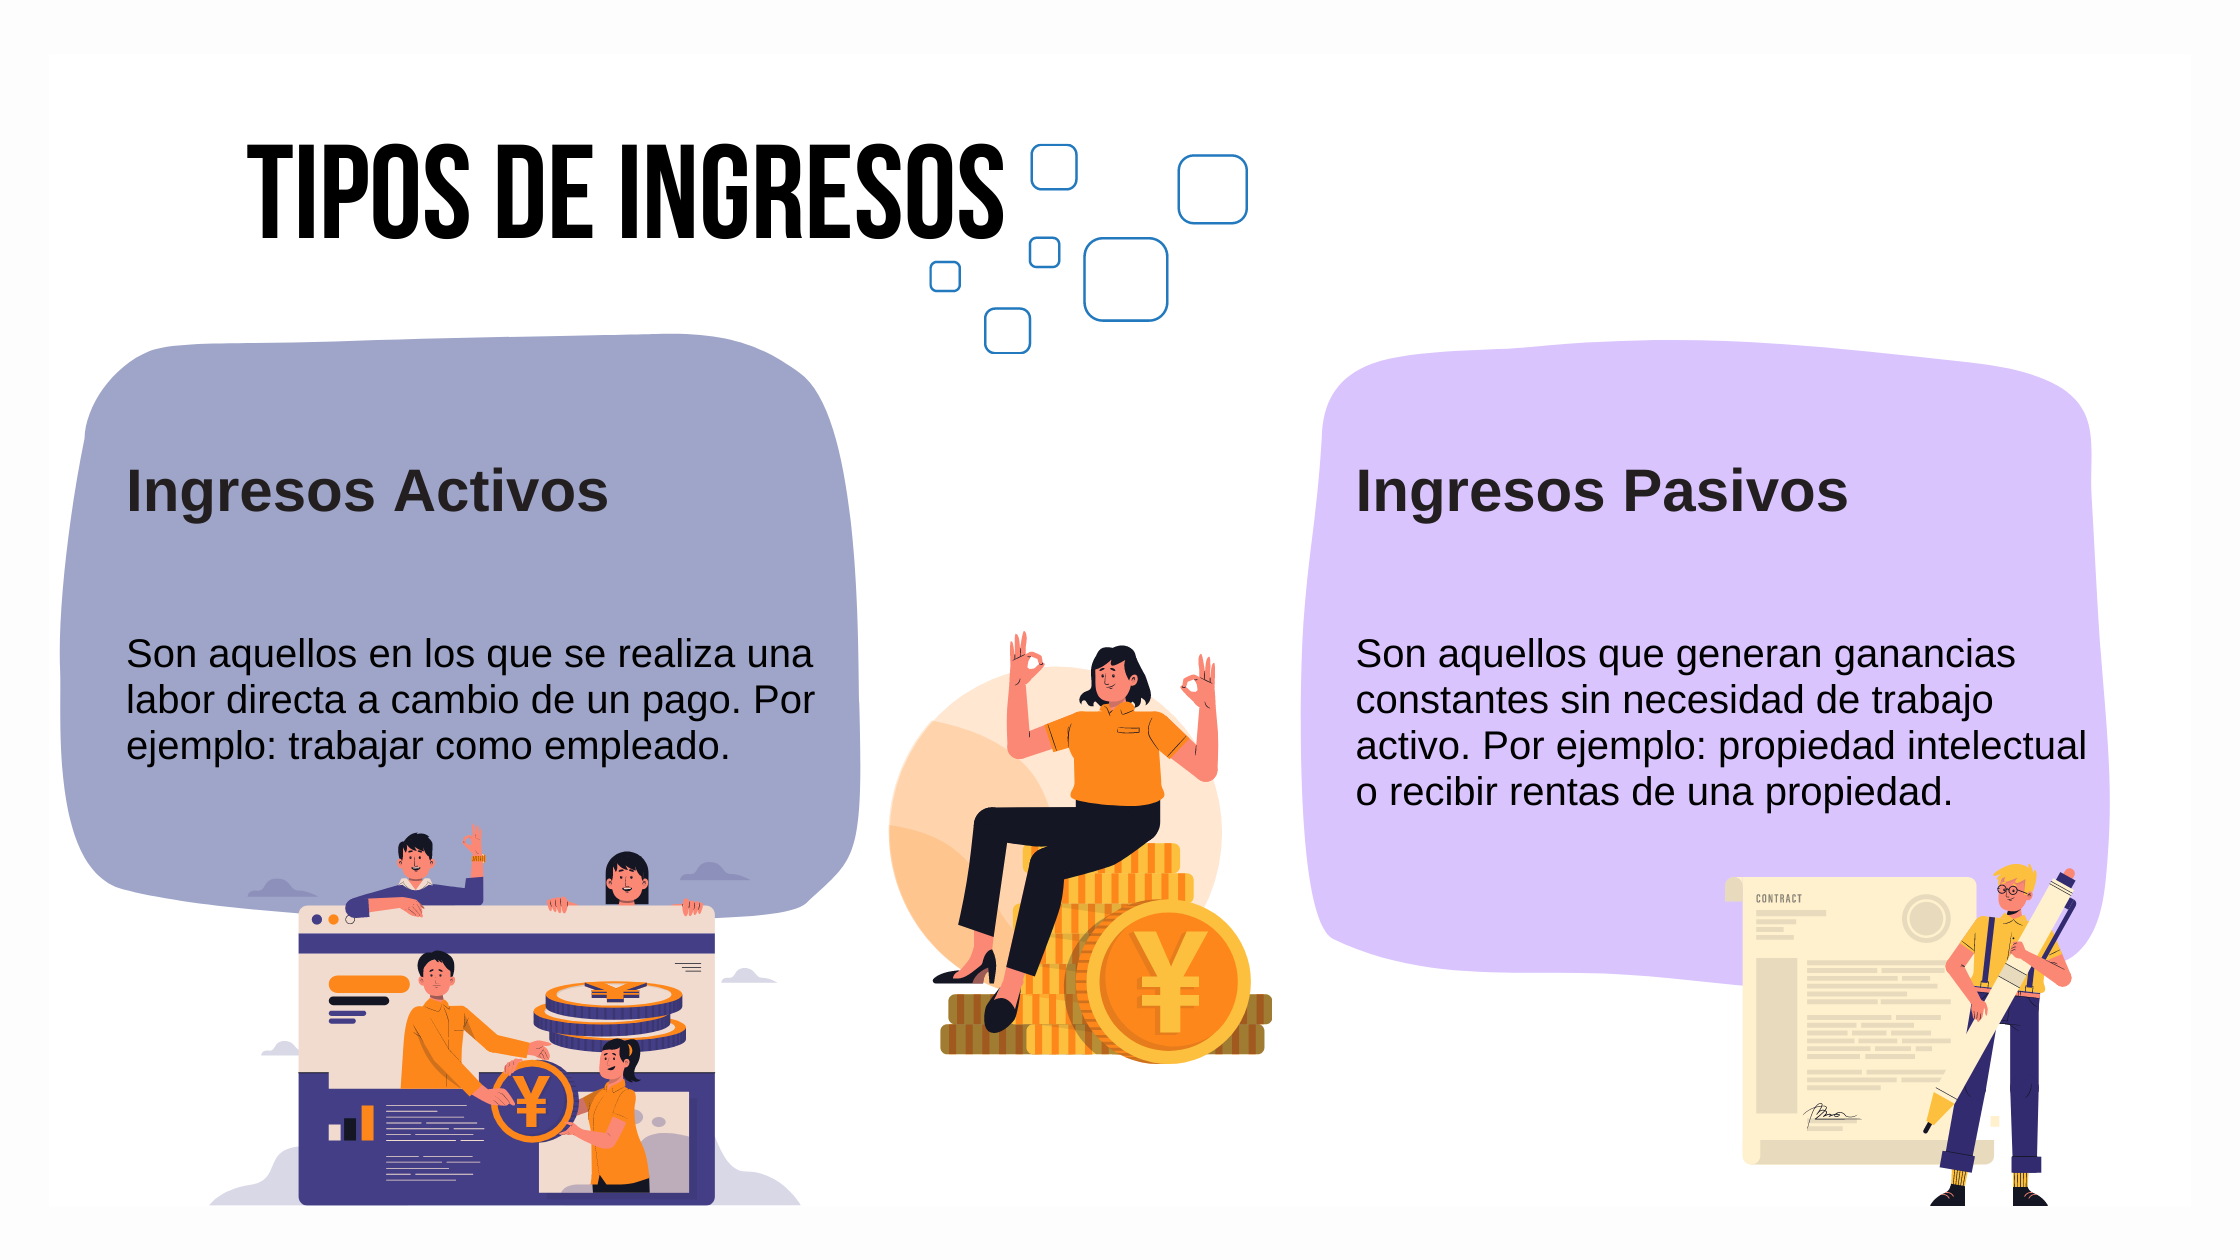 TIPOS DE INGRESOS
Ingresos Activos
Son aquellos en los que se realiza una
labor directa a cambio de un pago. Por
ejemplo: trabajar como empleado.
Ingresos Pasivos
Son aquellos que generan ganancias
constantes sin necesidad de trabajo
activo. Por ejemplo: propiedad intelectual
o recibir rentas de una propiedad.
¥
¥
CONTRACT